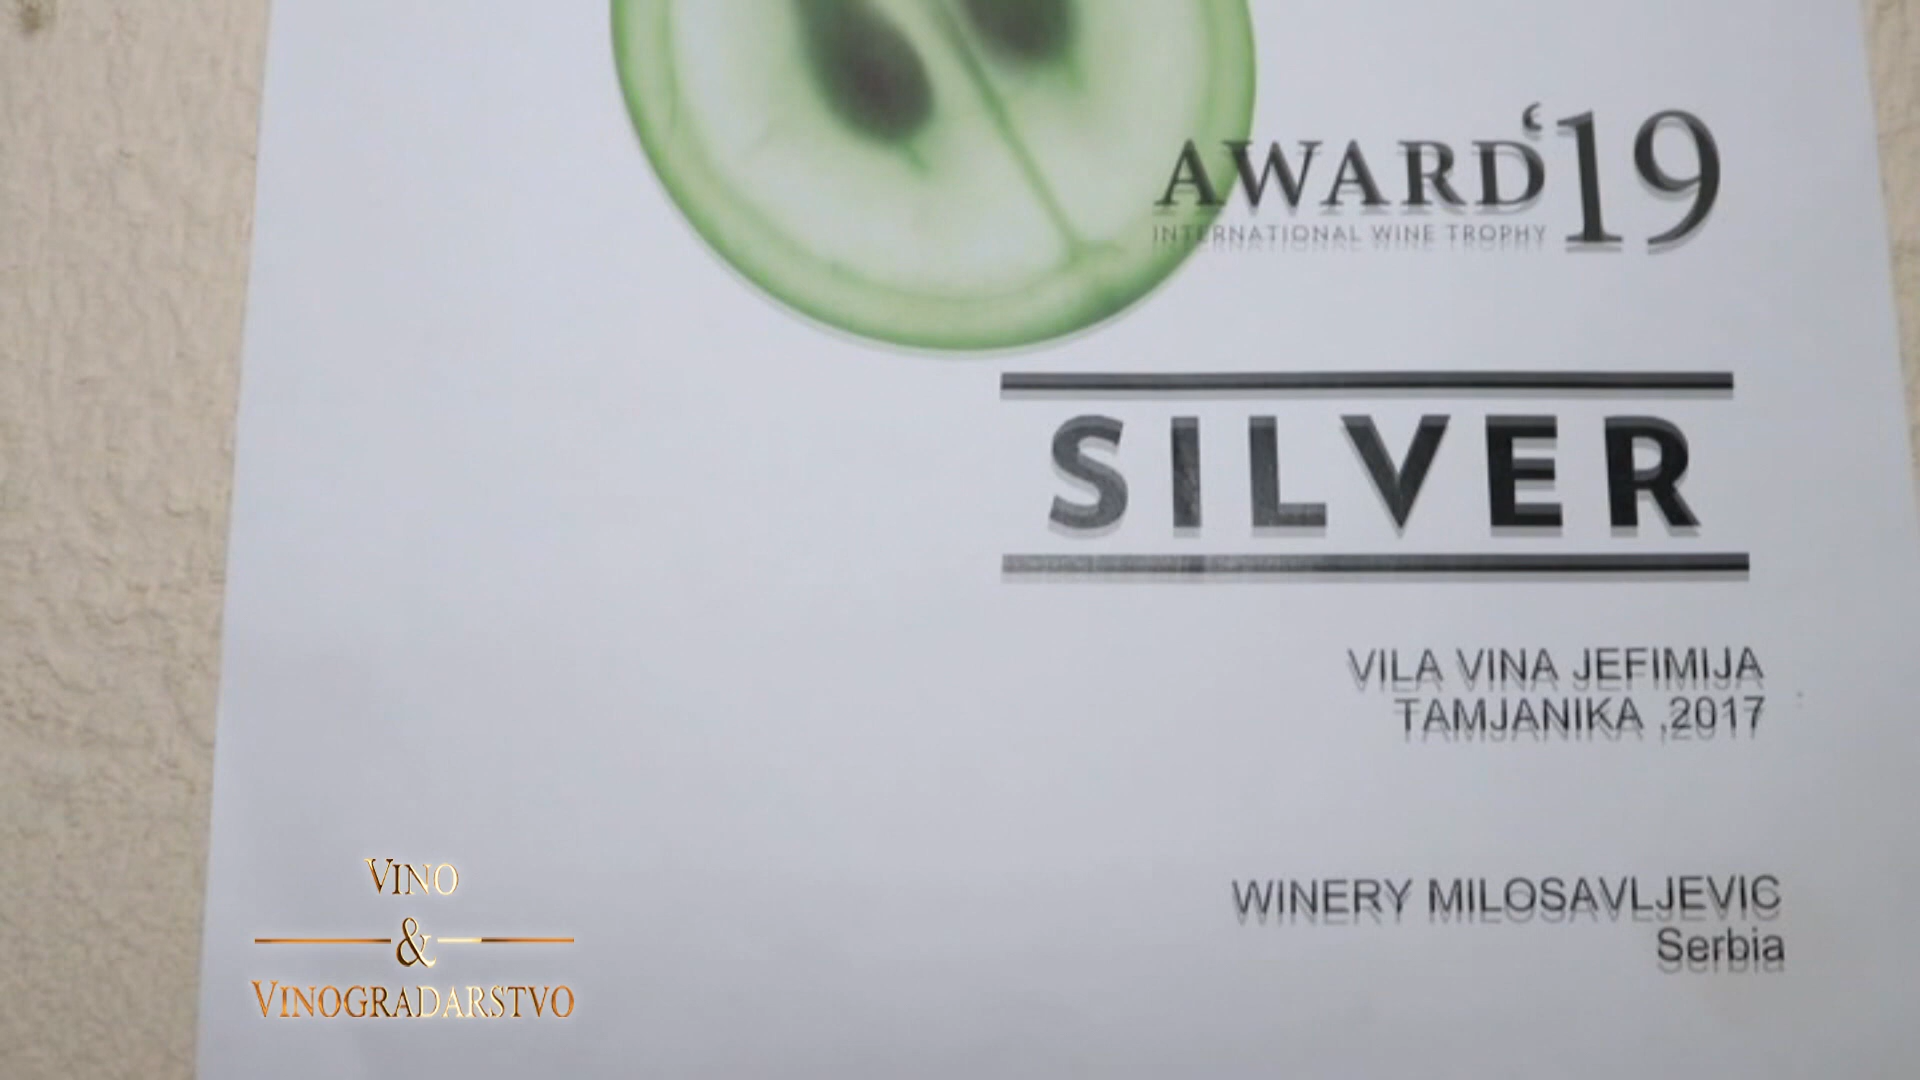 AWARD '19
INTERNATIONAL WINE TROPHY
SILVER
VILA VINA JEFIMIJA
TAMJANIKA ,2017
WINERY MILOSAVLJEVIC
Serbia
VINO
&
VINOGRADARSTVO